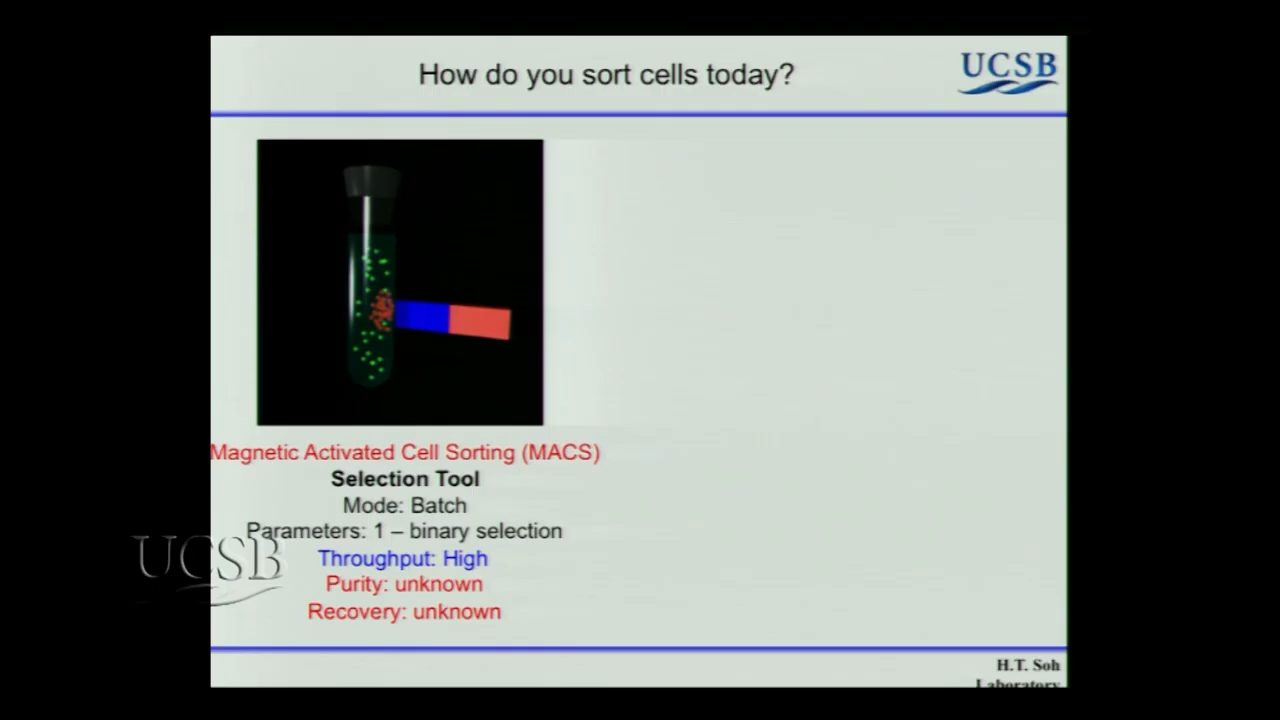 How do you sort cells today?
UCSB
Magnetic Activated Cell Sorting (MACS)
Selection Tool
Mode: Batch
Parameters: 1 – binary selection
Throughput: High
Purity: unknown
Recovery: unknown
UCSB
H.T. Soh
Laboratory